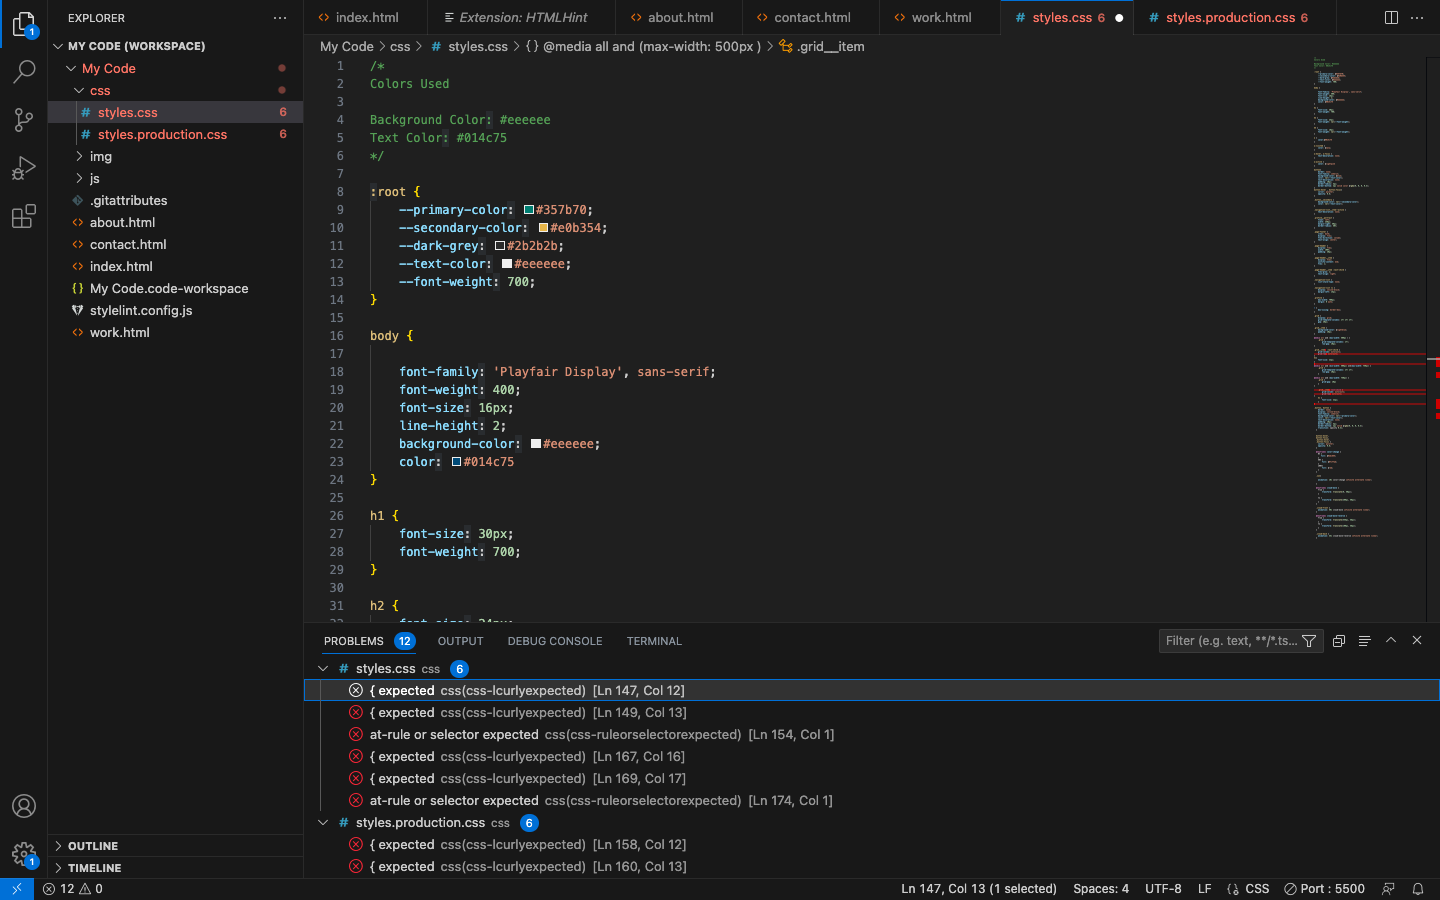 EXPLORER
MY CODE (WORKSPACE)
My Code
css
# styles.css 6
# styles.production.css 6
img
js
.gitattributes
<> about.html
<> contact.html
<> index.html
{} My Code.code-workspace
stylelint.config.js
<> work.html
OUTLINE
TIMELINE
1
1
<> index.html
Extension: HTMLHint
<> about.html
<> contact.html
<> work.html
# styles.css 6
# styles.production.css 6
My Code > css > # styles.css > {} @media all and (max-width: 500px ) > .grid__item
1 /*
2 Colors Used
3
4 Background Color: #eeeeee
5 Text Color: #014c75
6 */
7
8 :root {
9 --primary-color: #357b70;
10 --secondary-color: #e0b354;
11 --dark-grey: #2b2b2b;
12 --text-color: #eeeeee;
13 --font-weight: 700;
14 }
15
16 body {
17
18 font-family: 'Playfair Display', sans-serif;
19 font-weight: 400;
20 font-size: 16px;
21 line-height: 2;
22 background-color: #eeeeee;
23 color: #014c75
24 }
25
26 h1 {
27 font-size: 30px;
28 font-weight: 700;
29 }
30
31 h2 {
PROBLEMS 12 OUTPUT DEBUG CONSOLE TERMINAL
Filter (e.g. text, **/*.ts...
# styles.css css 6
{ expected css(css-lcurlyexpected) [Ln 147, Col 12]
{ expected css(css-lcurlyexpected) [Ln 149, Col 13]
at-rule or selector expected css(css-ruleorselectorexpected) [Ln 154, Col 1]
{ expected css(css-lcurlyexpected) [Ln 167, Col 16]
{ expected css(css-lcurlyexpected) [Ln 169, Col 17]
at-rule or selector expected css(css-ruleorselectorexpected) [Ln 174, Col 1]
# styles.production.css css 6
{ expected css(css-lcurlyexpected) [Ln 158, Col 12]
{ expected css(css-lcurlyexpected) [Ln 160, Col 13]
12 0
Ln 147, Col 13 (1 selected) Spaces: 4 UTF-8 LF {} CSS Port : 5500